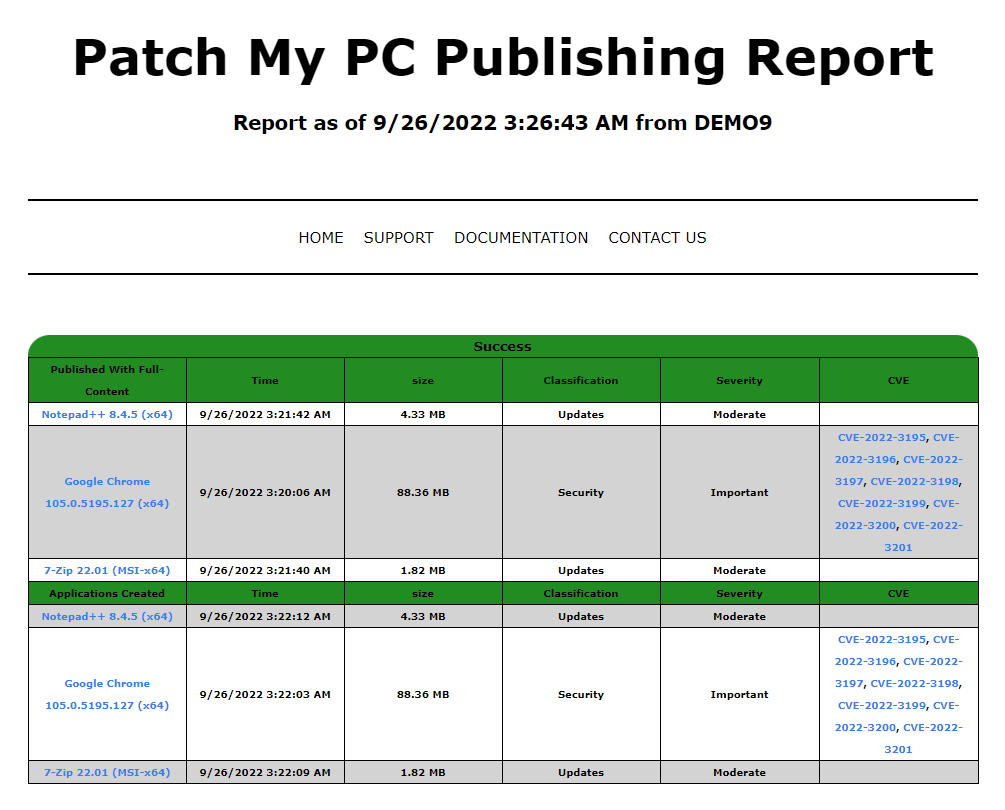 Patch My PC Publishing Report
Report as of 9/26/2022 3:26:43 AM from DEMO9
HOME SUPPORT DOCUMENTATION CONTACT US
Success
Published With Full-
Content
Time
size
Classification
Severity
CVE
Notepad++ 8.4.5 (x64)
9/26/2022 3:21:42 AM
4.33 MB
Updates
Moderate
Google Chrome
105.0.5195.127 (x64)
9/26/2022 3:20:06 AM
88.36 MB
Security
Important
CVE-2022-3195, CVE-
2022-3196, CVE-2022-
3197, CVE-2022-3198,
CVE-2022-3199, CVE-
2022-3200, CVE-2022-
3201
7-Zip 22.01 (MSI-x64)
9/26/2022 3:21:40 AM
1.82 MB
Updates
Moderate
Applications Created
Time
size
Classification
Severity
CVE
Notepad++ 8.4.5 (x64)
9/26/2022 3:22:12 AM
4.33 MB
Updates
Moderate
Google Chrome
105.0.5195.127 (x64)
9/26/2022 3:22:03 AM
88.36 MB
Security
Important
CVE-2022-3195, CVE-
2022-3196, CVE-2022-
3197, CVE-2022-3198,
CVE-2022-3199, CVE-
2022-3200, CVE-2022-
3201
7-Zip 22.01 (MSI-x64)
9/26/2022 3:22:09 AM
1.82 MB
Updates
Moderate